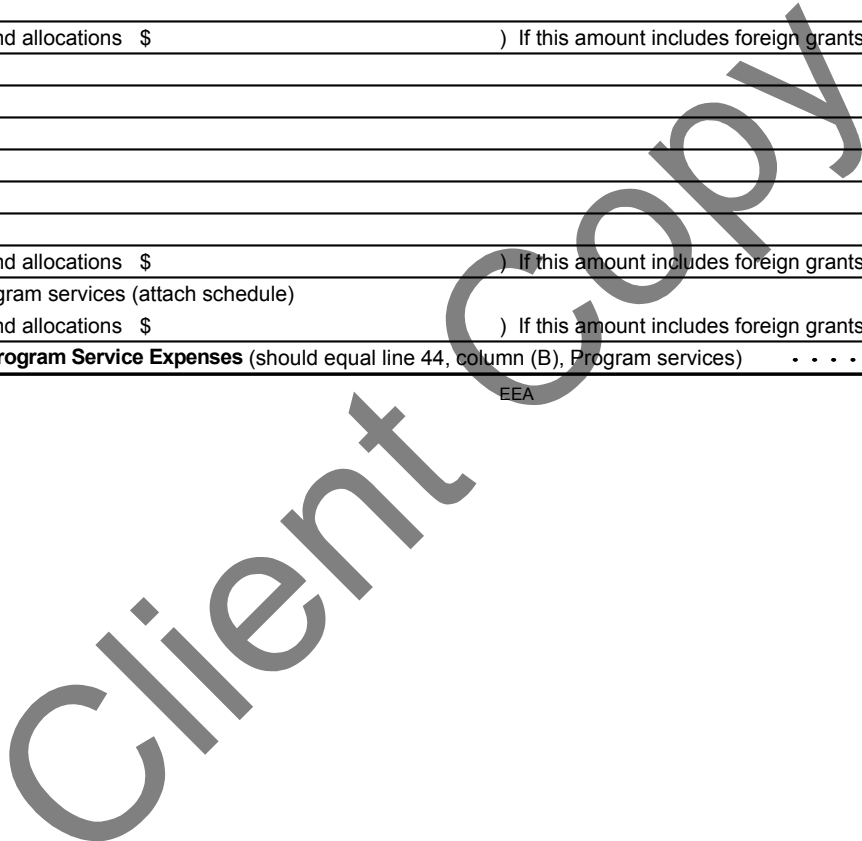 nd allocations $ ) If this amount includes foreign grants
nd allocations $ ) If this amount includes foreign grants
gram services (attach schedule)
nd allocations $ ) If this amount includes foreign grants
rogram Service Expenses (should equal line 44, column (B), Program services) . . . .
EEA
Client Copy